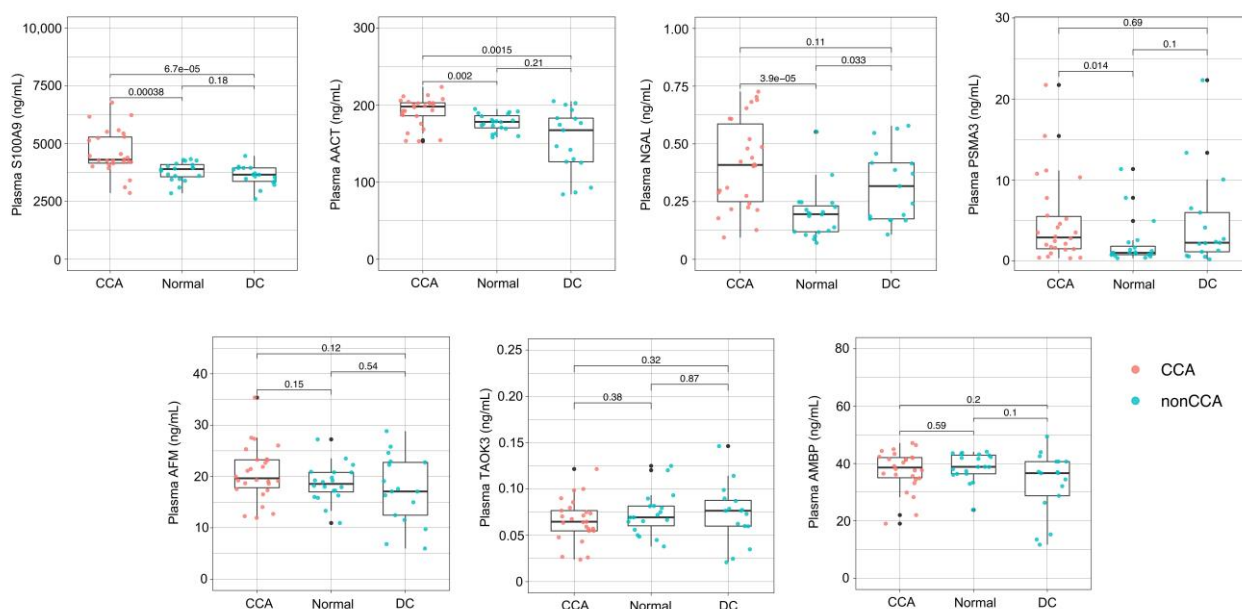 Plasma S100A9 (ng/mL)
10,000
7500
5000
2500
0
6.7e−05
0.00038
0.18
CCA Normal DC
Plasma AACT (ng/mL)
300
200
100
0
0.0015
0.002
0.21
CCA Normal DC
Plasma NGAL (ng/mL)
1.00
0.75
0.50
0.25
0
0.11
3.9e−05
0.033
CCA Normal DC
Plasma PSMA3 (ng/mL)
30
20
10
0
0.69
0.1
0.014
CCA Normal DC
Plasma AFM (ng/mL)
40
30
20
10
0
0.12
0.15
0.54
CCA Normal DC
Plasma TAOK3 (ng/mL)
0.25
0.20
0.15
0.10
0.05
0
0.32
0.38
0.87
CCA Normal DC
Plasma AMBP (ng/mL)
80
60
40
20
0
0.2
0.59
0.1
CCA Normal DC
CCA
nonCCA